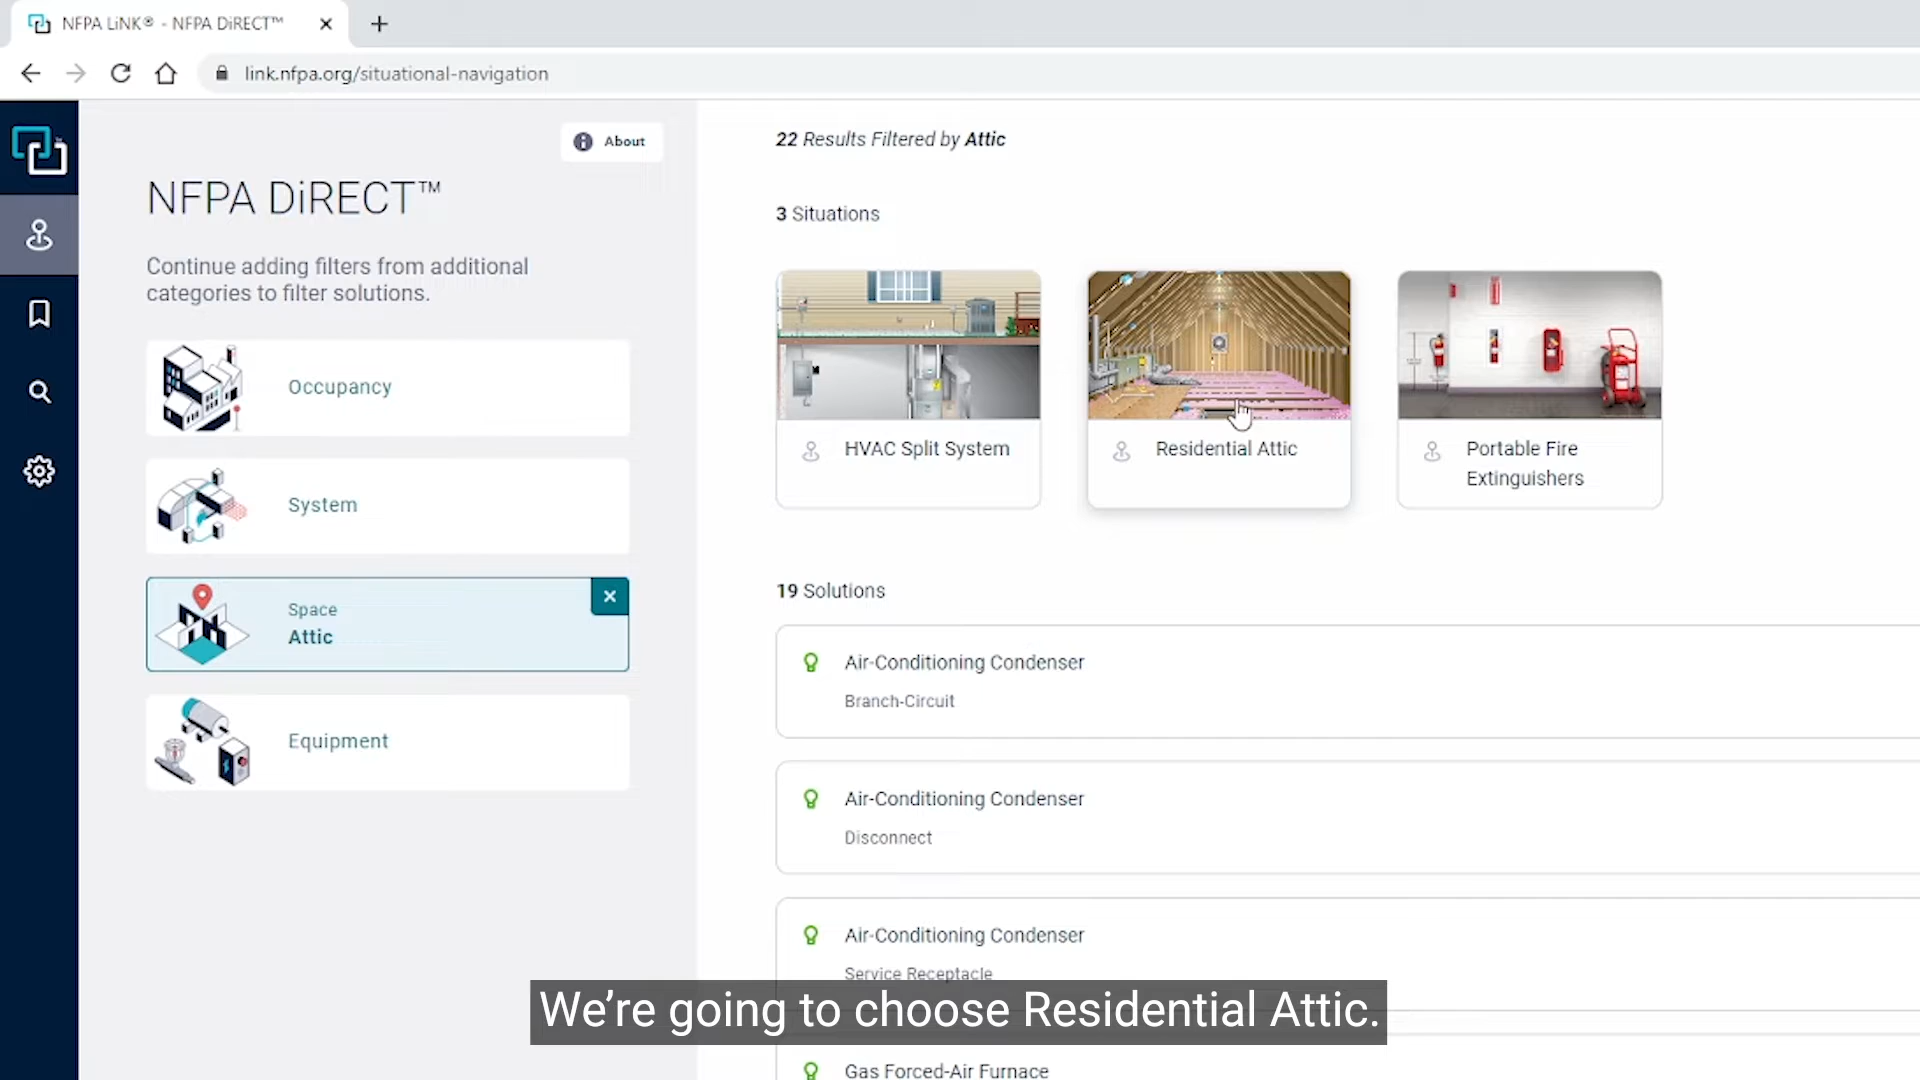 NFPA LiNK® - NFPA DiRECT™
link.nfpa.org/situational-navigation
About
NFPA DiRECT™
Continue adding filters from additional
categories to filter solutions.
Occupancy
System
Space
Attic
Equipment
22 Results Filtered by Attic
3 Situations
HVAC Split System
Residential Attic
Portable Fire
Extinguishers
19 Solutions
Air-Conditioning Condenser
Branch-Circuit
Air-Conditioning Condenser
Disconnect
Air-Conditioning Condenser
Service Receptacle
Gas Forced-Air Furnace
We’re going to choose Residential Attic.